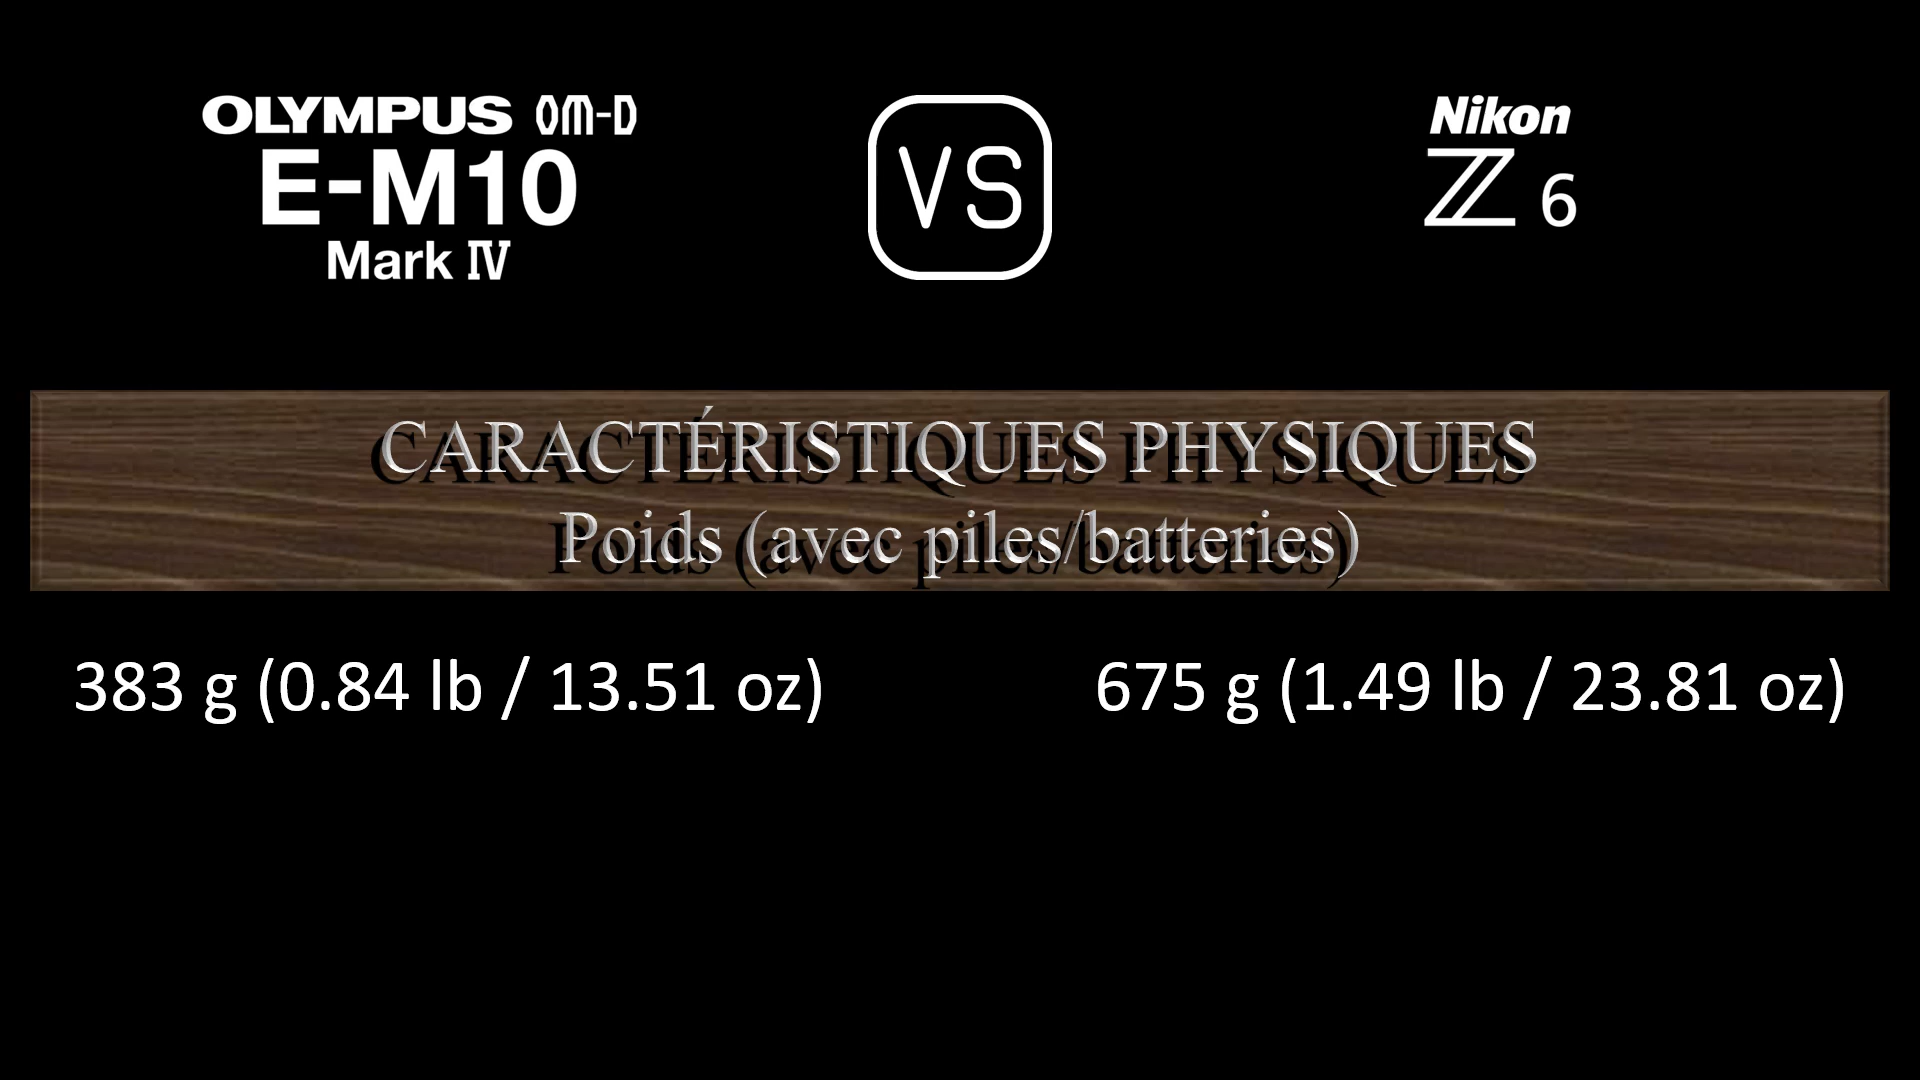 OLYMPUS OM-D
E-M10
Mark IV
VS
Nikon
Z 6
CARACTÉRISTIQUES PHYSIQUES
Poids (avec piles/batteries)
383 g (0.84 lb / 13.51 oz)
675 g (1.49 lb / 23.81 oz)